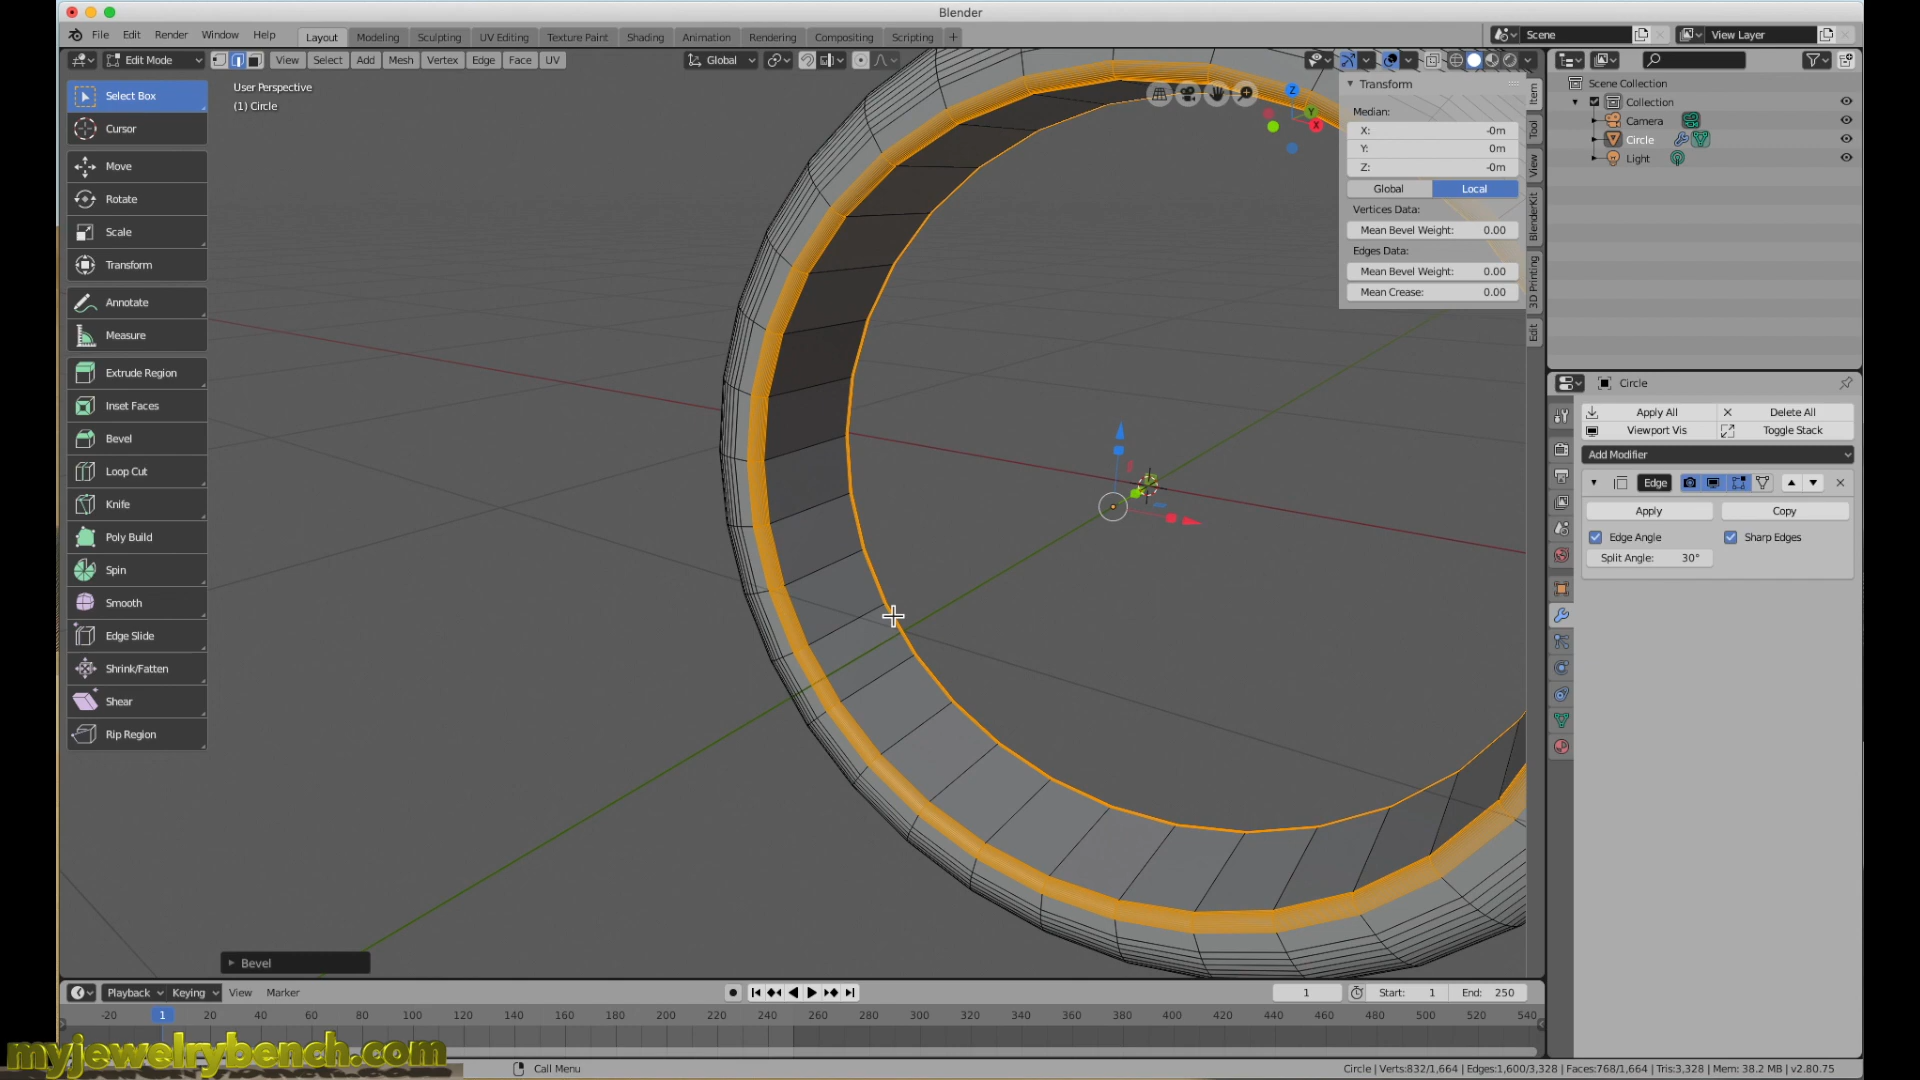 Blender
File Edit Render Window Help Layout Modeling Sculpting UV Editing Texture Paint Shading Animation Rendering Compositing Scripting + Scene View Layer
Edit Mode View Select Add Mesh Vertex Edge Face UV Global
User Perspective
(1) Circle
Select Box
Cursor
Move
Rotate
Scale
Transform
Annotate
Measure
Extrude Region
Inset Faces
Bevel
Loop Cut
Knife
Poly Build
Spin
Smooth
Edge Slide
Shrink/Fatten
Shear
Rip Region
Z
Y
X
Transform
Median:
X: -0m
Y: 0m
Z: -0m
Global Local
Vertices Data:
Mean Bevel Weight: 0.00
Edges Data:
Mean Bevel Weight: 0.00
Mean Crease: 0.00
Item
Tool
View
BlenderKit
3D Printing
Edit
Scene Collection
Collection
Camera
Circle
Light
Circle
Apply All Delete All
Viewport Vis Toggle Stack
Add Modifier
Edge
Apply Copy
Edge Angle Sharp Edges
Split Angle: 30°
Bevel
Playback Keying View Marker 1 Start: 1 End: 250
-20 1 20 40 60 80 100 120 140 160 180 200 220 240 260 280 300 320 340 360 380 400 420 440 460 480 500 520 540
myjewelrybench.com
Call Menu
Circle | Verts:832/1,664 | Edges:1,600/3,328 | Faces:768/1,664 | Tris:3,328 | Mem: 38.2 MB | v2.80.75